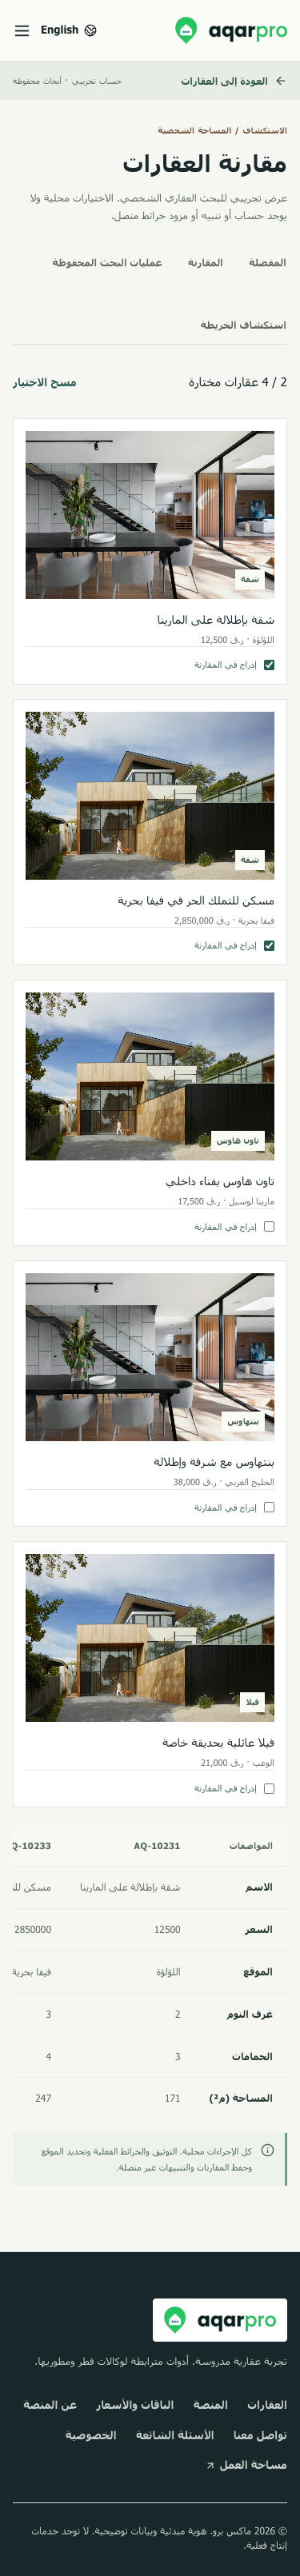 aqarpro
English
العودة إلى العقارات
حساب تجريبي · أبحاث محفوظة
الاستكشاف / المساحة الشخصية
مقارنة العقارات
عرض تجريبي للبحث العقاري الشخصي. الاختيارات محلية ولا
يوجد حساب أو تنبيه أو مزود خرائط متصل.
المفضلة
المقارنة
عمليات البحث المحفوظة
استكشاف الخريطة
2 / 4 عقارات مختارة
مسح الاختيار
شقة
شقة بإطلالة على المارينا
اللؤلؤة · ر.ق 12,500
إدراج في المقارنة
شقة
مسكن للتملك الحر في فيفا بحرية
فيفا بحرية · ر.ق 2,850,000
إدراج في المقارنة
تاون هاوس
تاون هاوس بفناء داخلي
مارينا لوسيل · ر.ق 17,500
إدراج في المقارنة
بنتهاوس
بنتهاوس مع شرفة وإطلالة
الخليج الغربي · ر.ق 38,000
إدراج في المقارنة
فيلا
فيلا عائلية بحديقة خاصة
الوعب · ر.ق 21,000
إدراج في المقارنة
المواصفات AQ-10231 Q-10233
الاسم شقة بإطلالة على المارينا مسكن للت
السعر 12500 2850000
الموقع اللؤلؤة فيفا بحرية
غرف النوم 2 3
الحمامات 3 4
المساحة (م²) 171 247
كل الإجراءات محلية. التوثيق والخرائط الفعلية وتحديد الموقع
وحفظ المقارنات والتنبيهات غير متصلة.
aqarpro
تجربة عقارية مدروسة. أدوات مترابطة لوكالات قطر ومطوريها.
العقارات المنصة الباقات والأسعار عن المنصة
تواصل معنا الأسئلة الشائعة الخصوصية
مساحة العمل
© 2026 ماكس برو. هوية مبدئية وبيانات توضيحية. لا توجد خدمات
إنتاج فعلية.